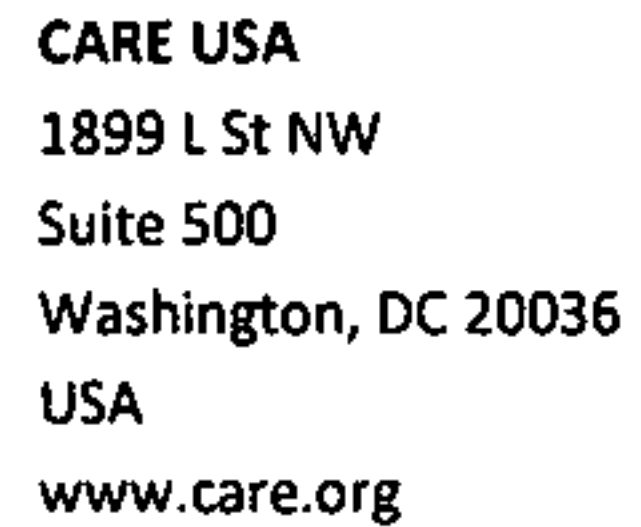 CARE USA
1899 L St NW
Suite 500
Washington, DC 20036
USA
www.care.org